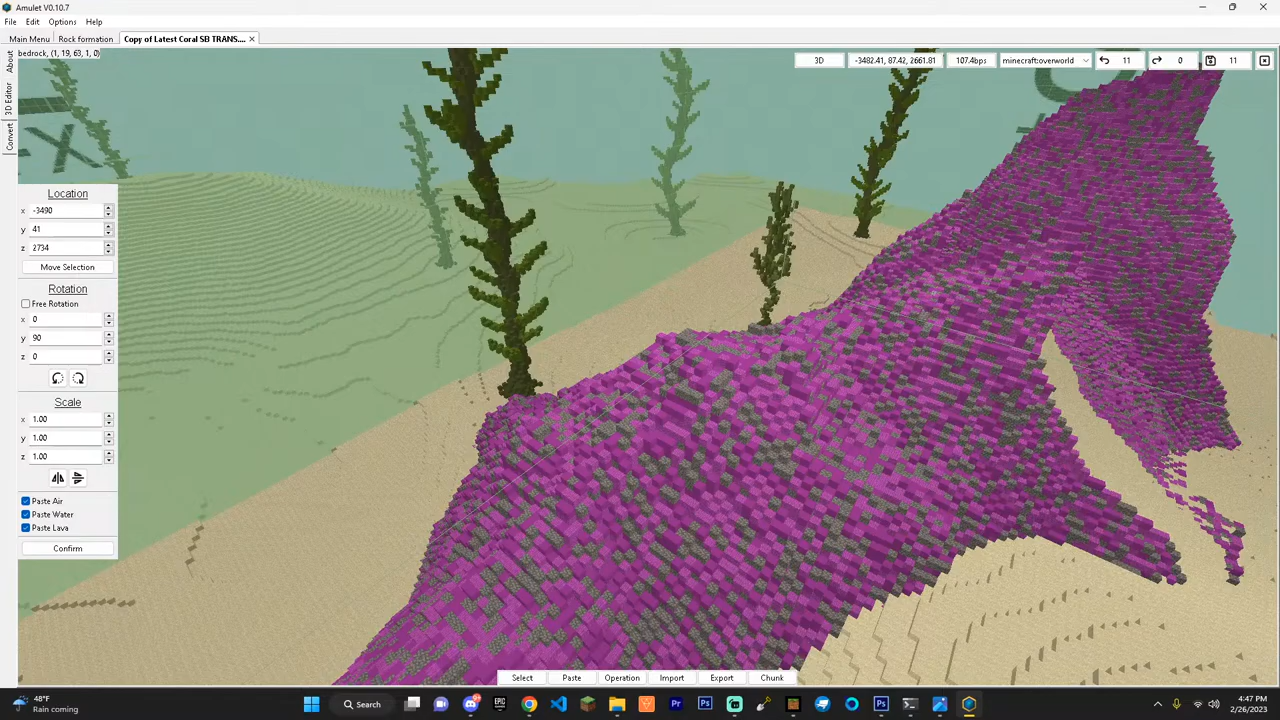 Amulet V0.10.7
File Edit Options Help
Main Menu Rock formation Copy of Latest Coral SB TRANS....
bedrock, (1, 19, 63, 1, 0)
3D -3482.41, 87.42, 2661.81 107.4bps minecraft:overworld 11 0 11
About
3D Editor
Convert
Location
x -3490
y 41
z 2734
Move Selection
Rotation
Free Rotation
x 0
y 90
z 0
Scale
x 1.00
y 1.00
z 1.00
Paste Air
Paste Water
Paste Lava
Confirm
Select Paste Operation Import Export Chunk
48°F
Rain coming
Search
4:47 PM
2/26/2023